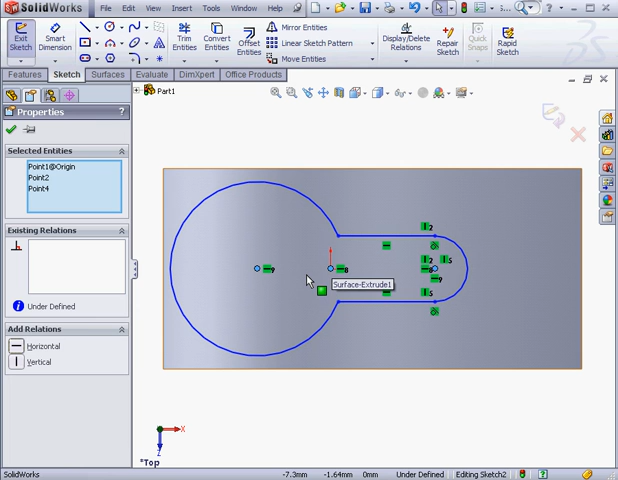 SolidWorks File Edit View Insert Tools Window Help
Exit Sketch
Smart Dimension
Trim Entities
Convert Entities
Offset Entities
Mirror Entities
Linear Sketch Pattern
Move Entities
Display/Delete Relations
Repair Sketch
Quick Snaps
Rapid Sketch
Features Sketch Surfaces Evaluate DimXpert Office Products
Part1
Properties ?
Selected Entities
Point1@Origin
Point2
Point4
Existing Relations
Under Defined
Add Relations
Horizontal
Vertical
Surface-Extrude1
X
Z
*Top
SolidWorks -7.3mm -1.64mm 0mm Under Defined Editing Sketch2